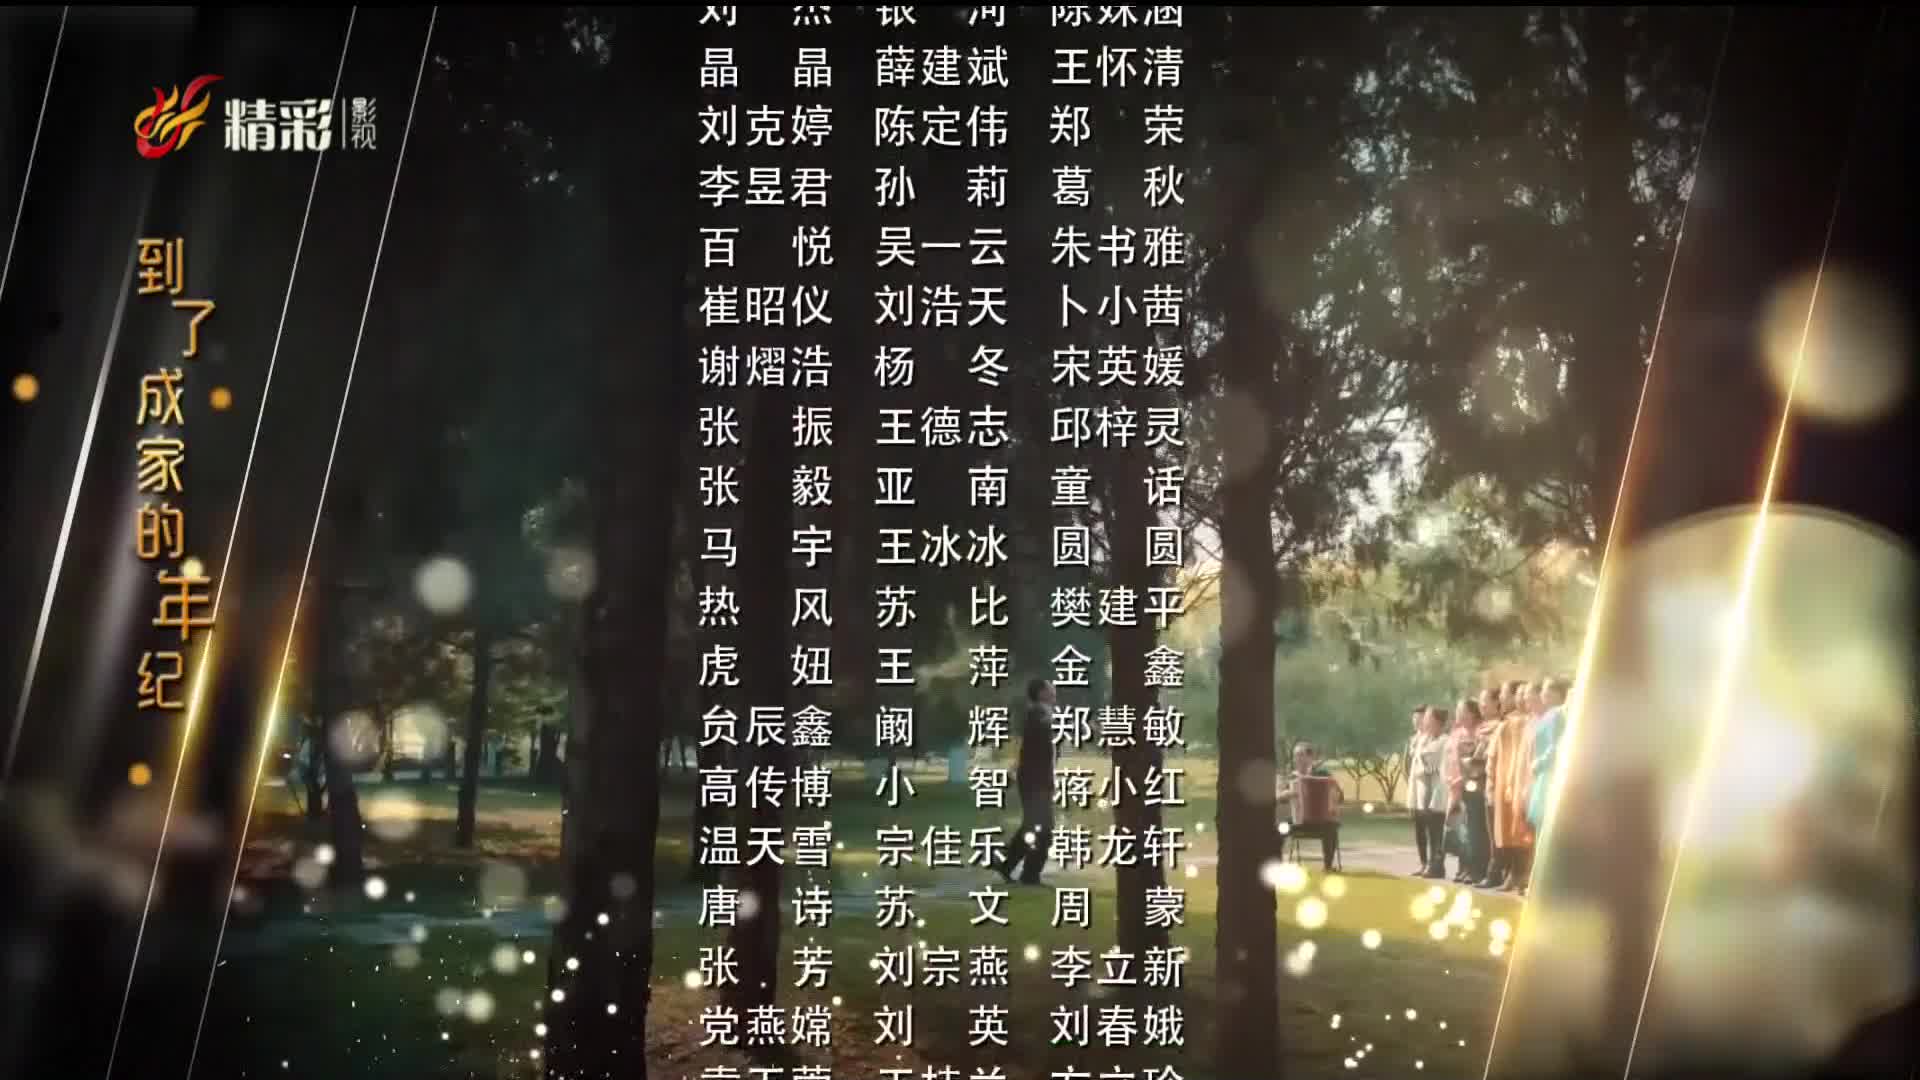 晶晶 薛建斌 王怀清
刘克婷 陈定伟 郑荣
李昱君 孙莉 葛秋
百悦 吴一云 朱书雅
崔昭仪 刘浩天 卜小茜
谢熠浩 杨冬 宋英媛
张振 王德志 邱梓灵
张毅 亚南 童话
马宇 王冰冰 圆圆
热风 苏比 樊建平
虎妞 王萍 金鑫
贠辰鑫 阚辉 郑慧敏
高传博 小智 蒋小红
温天雪 宗佳乐 韩龙轩
唐诗 苏文 周蒙
张芳 刘宗燕 李立新
党燕嫦 刘英 刘春娥
精彩影视
到了成家的年纪